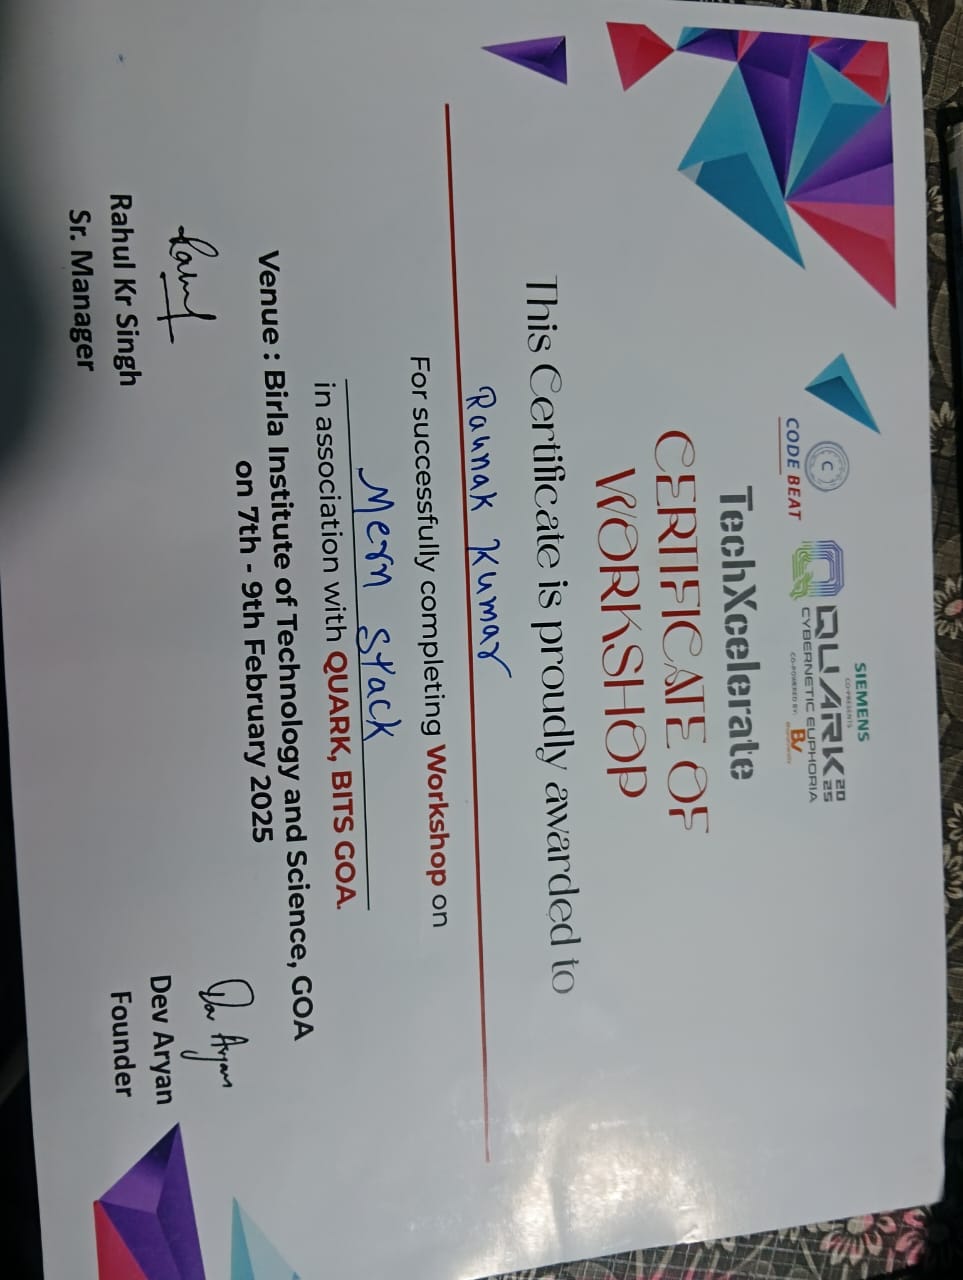 SIEMENS
CO-PRESENTS
C
CODE BEAT
QUARK 2025
CYBERNETIC EUPHORIA
CO-POWERED BY:
BV
TechXcelerate
CERTIFICATE OF
WORKSHOP
This Certificate is proudly awarded to
Raunak Kumar
For successfully completing Workshop on
Mern Stack
in association with QUARK, BITS GOA.
Venue : Birla Institute of Technology and Science, GOA
on 7th - 9th February 2025
Rahul
Rahul Kr Singh
Sr. Manager
Dev Aryan
Dev Aryan
Founder